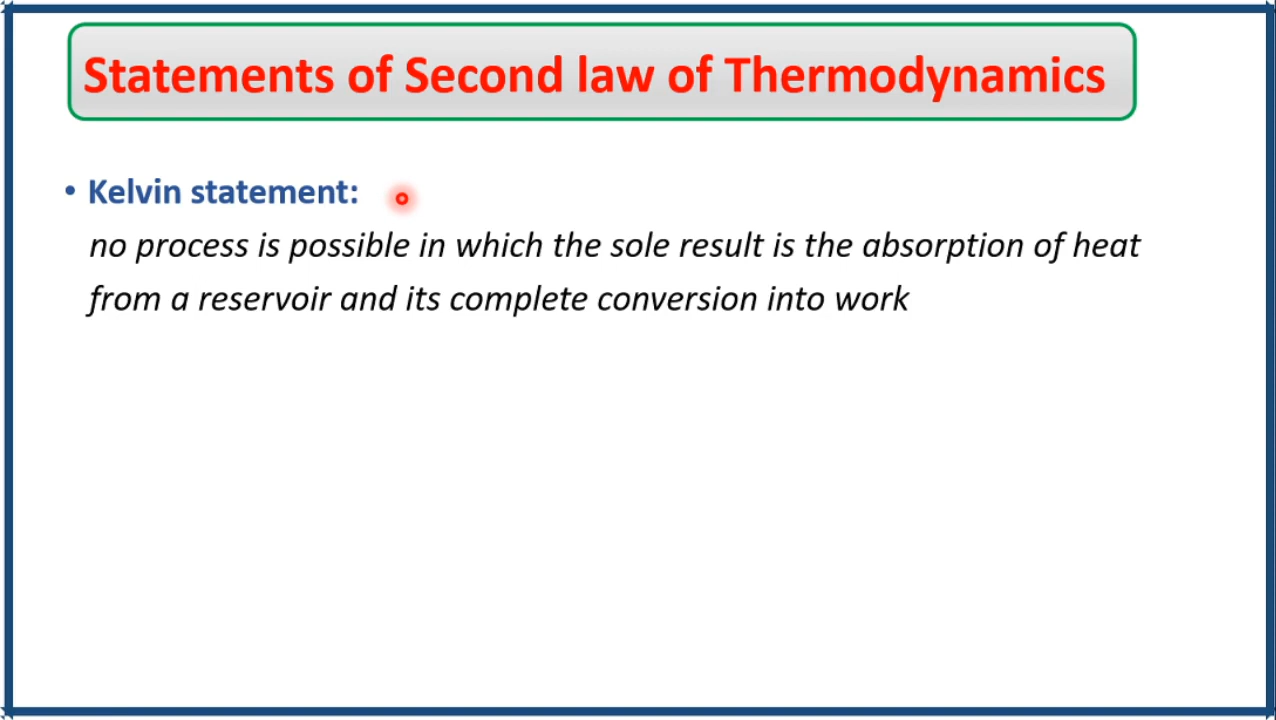 Statements of Second law of Thermodynamics
• Kelvin statement:
no process is possible in which the sole result is the absorption of heat
from a reservoir and its complete conversion into work